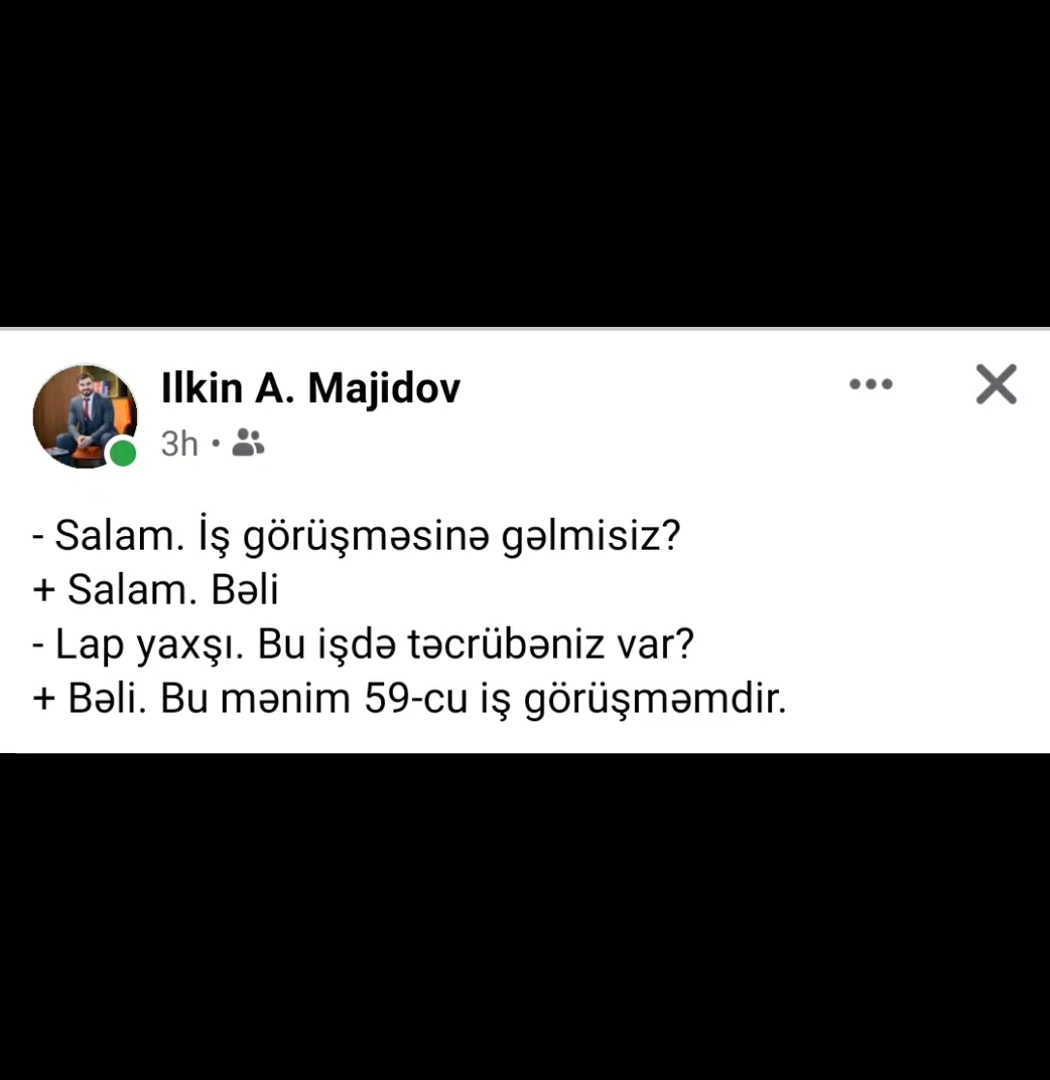 Ilkin A. Majidov
3h ·
- Salam. İş görüşməsinə gəlmisiz?
+ Salam. Bəli
- Lap yaxşı. Bu işdə təcrübəniz var?
+ Bəli. Bu mənim 59-cu iş görüşməmdir.